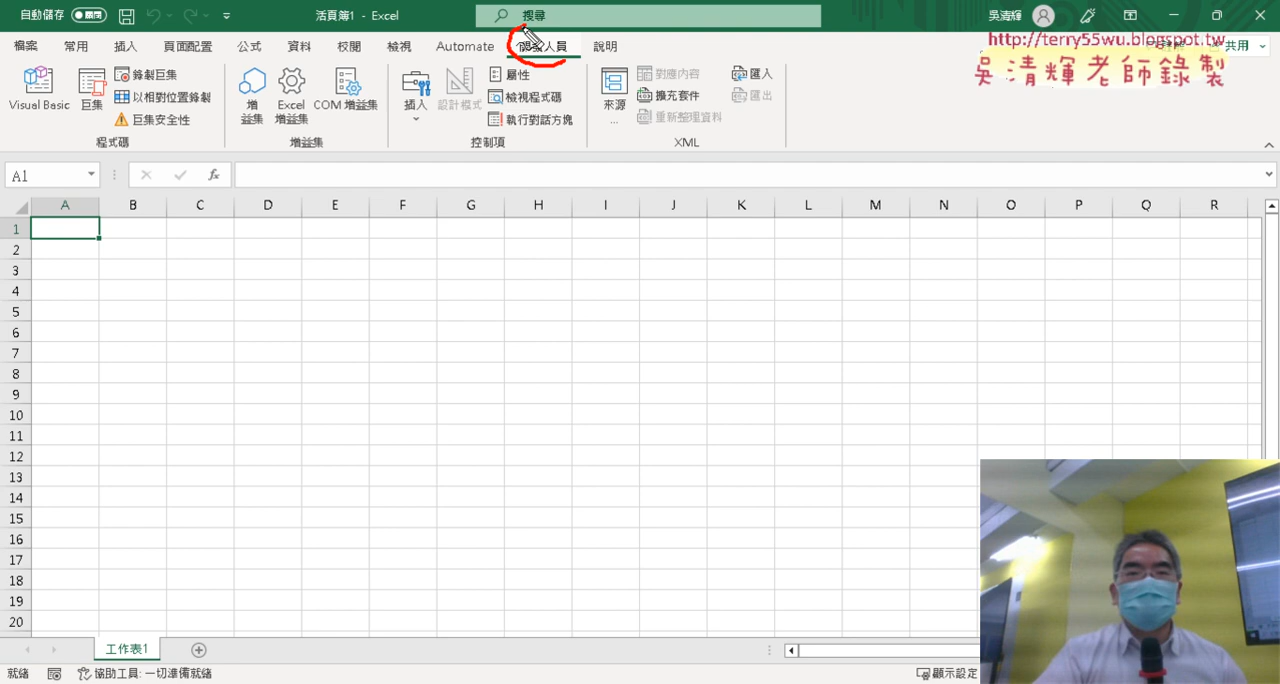 自動儲存 關閉 活頁簿1 - Excel 搜尋 吳清輝
http://terry55wu.blogspot.tw
檔案 常用 插入 頁面配置 公式 資料 校閱 檢視 Automate 開發人員 說明 共用
吳清輝老師錄製
Visual Basic 巨集 錄製巨集 以相對位置錄製 巨集安全性
增益集 Excel 增益集 COM 增益集
插入 設計模式 屬性 檢視程式碼 執行對話方塊
來源... 對應內容 擴充套件 重新整理資料 匯入 匯出
程式碼 增益集 控制項 XML
A1 fx
A B C D E F G H I J K L M N O P Q R
1
2
3
4
5
6
7
8
9
10
11
12
13
14
15
16
17
18
19
20
工作表1
就緒 協助工具: 一切準備就緒 顯示設定